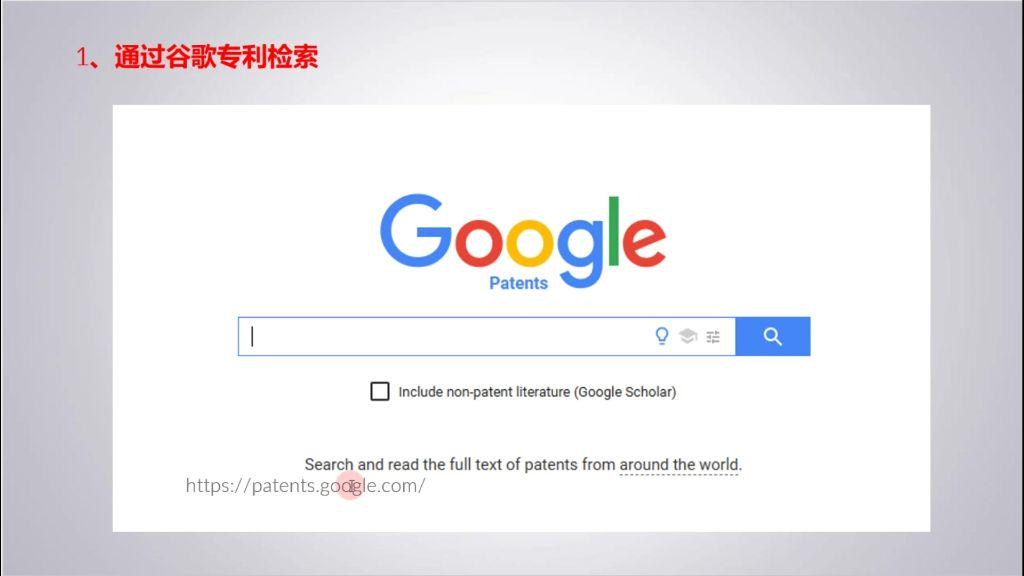 1、通过谷歌专利检索
Google
Patents
Include non-patent literature (Google Scholar)
Search and read the full text of patents from around the world.
https://patents.google.com/